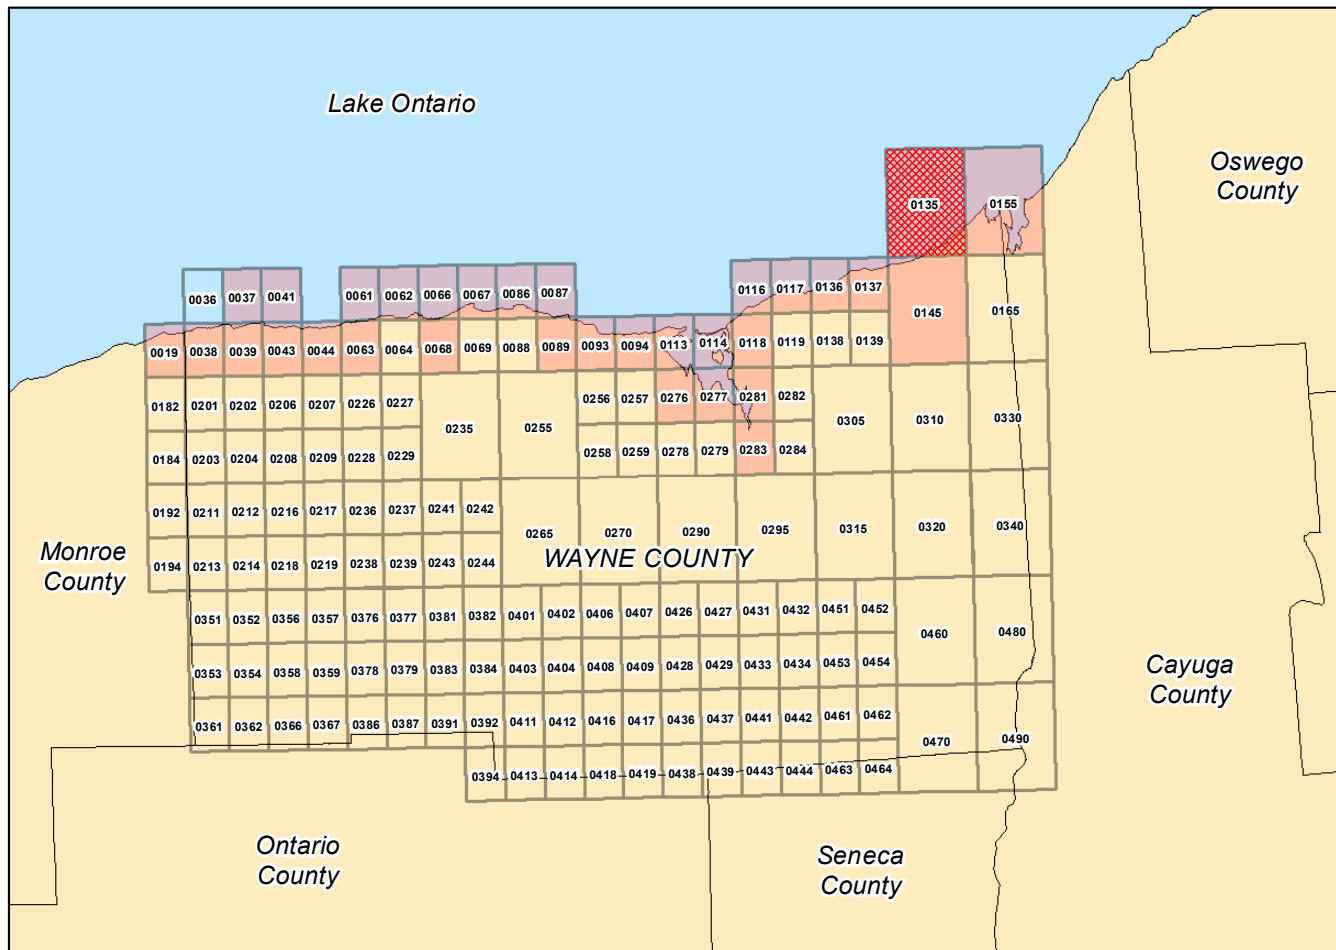 Lake Ontario
Oswego
County
0135
0155
0036 0037 0041 0061 0062 0066 0067 0086 0087 0116 0117 0136 0137
0145 0165
0019 0038 0039 0043 0044 0063 0064 0068 0069 0088 0089 0093 0094 0113 0114 0118 0119 0138 0139
0182 0201 0202 0206 0207 0226 0227 0256 0257 0276 0277 0281 0282
0235 0255 0305 0310 0330
0184 0203 0204 0208 0209 0228 0229 0258 0259 0278 0279 0283 0284
0192 0211 0212 0216 0217 0236 0237 0241 0242
0265 0270 0290 0295 0315 0320 0340
Monroe
County
WAYNE COUNTY
0194 0213 0214 0218 0219 0238 0239 0243 0244
0351 0352 0356 0357 0376 0377 0381 0382 0401 0402 0406 0407 0426 0427 0431 0432 0451 0452
0460 0480
0353 0354 0358 0359 0378 0379 0383 0384 0403 0404 0408 0409 0428 0429 0433 0434 0453 0454
Cayuga
County
0361 0362 0366 0367 0386 0387 0391 0392 0411 0412 0416 0417 0436 0437 0441 0442 0461 0462
0470 0490
0394 0413 0414 0418 0419 0438 0439 0443 0444 0463 0464
Ontario
County
Seneca
County